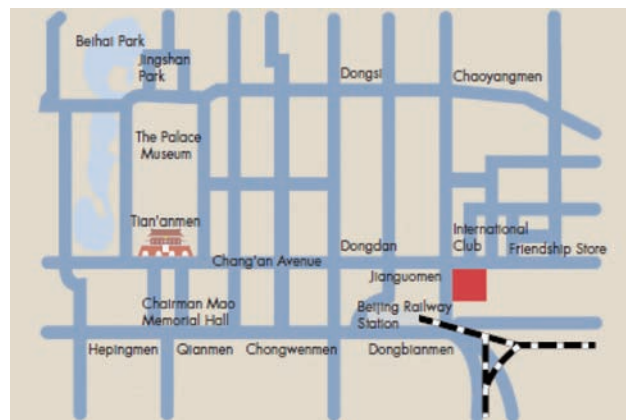 Beihai Park
Jingshan
Park
Dongsi
Chaoyangmen
The Palace
Museum
Tian'anmen
International
Club
Friendship Store
Dongdan
Chang'an Avenue
Jianguomen
Chairman Mao
Memorial Hall
Beijing Railway
Station
Hepingmen
Qianmen
Chongwenmen
Dongbianmen